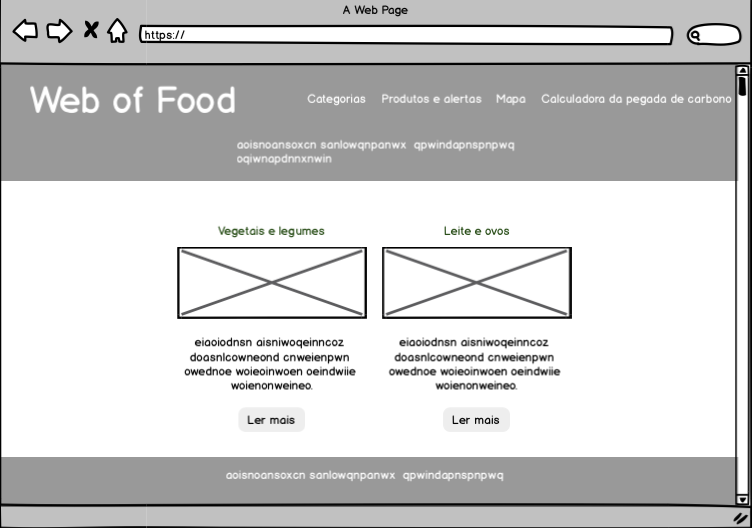 A Web Page
https://
Web of Food
Categorias Produtos e alertas Mapa Calculadora da pegada de carbono
aoisnoansoxcn sanlowqnpanwx qpwindapnspnpwq
oqiwnapdnnxnwin
Vegetais e legumes
Leite e ovos
eiaoiodnsn aisniwoqeinncoz
doasnlcowneond cnweienpwn
owednoe woieoinwoen oeindwiie
woienonweineo.
eiaoiodnsn aisniwoqeinncoz
doasnlcowneond cnweienpwn
owednoe woieoinwoen oeindwiie
woienonweineo.
Ler mais
Ler mais
aoisnoansoxcn sanlowqnpanwx qpwindapnspnpwq